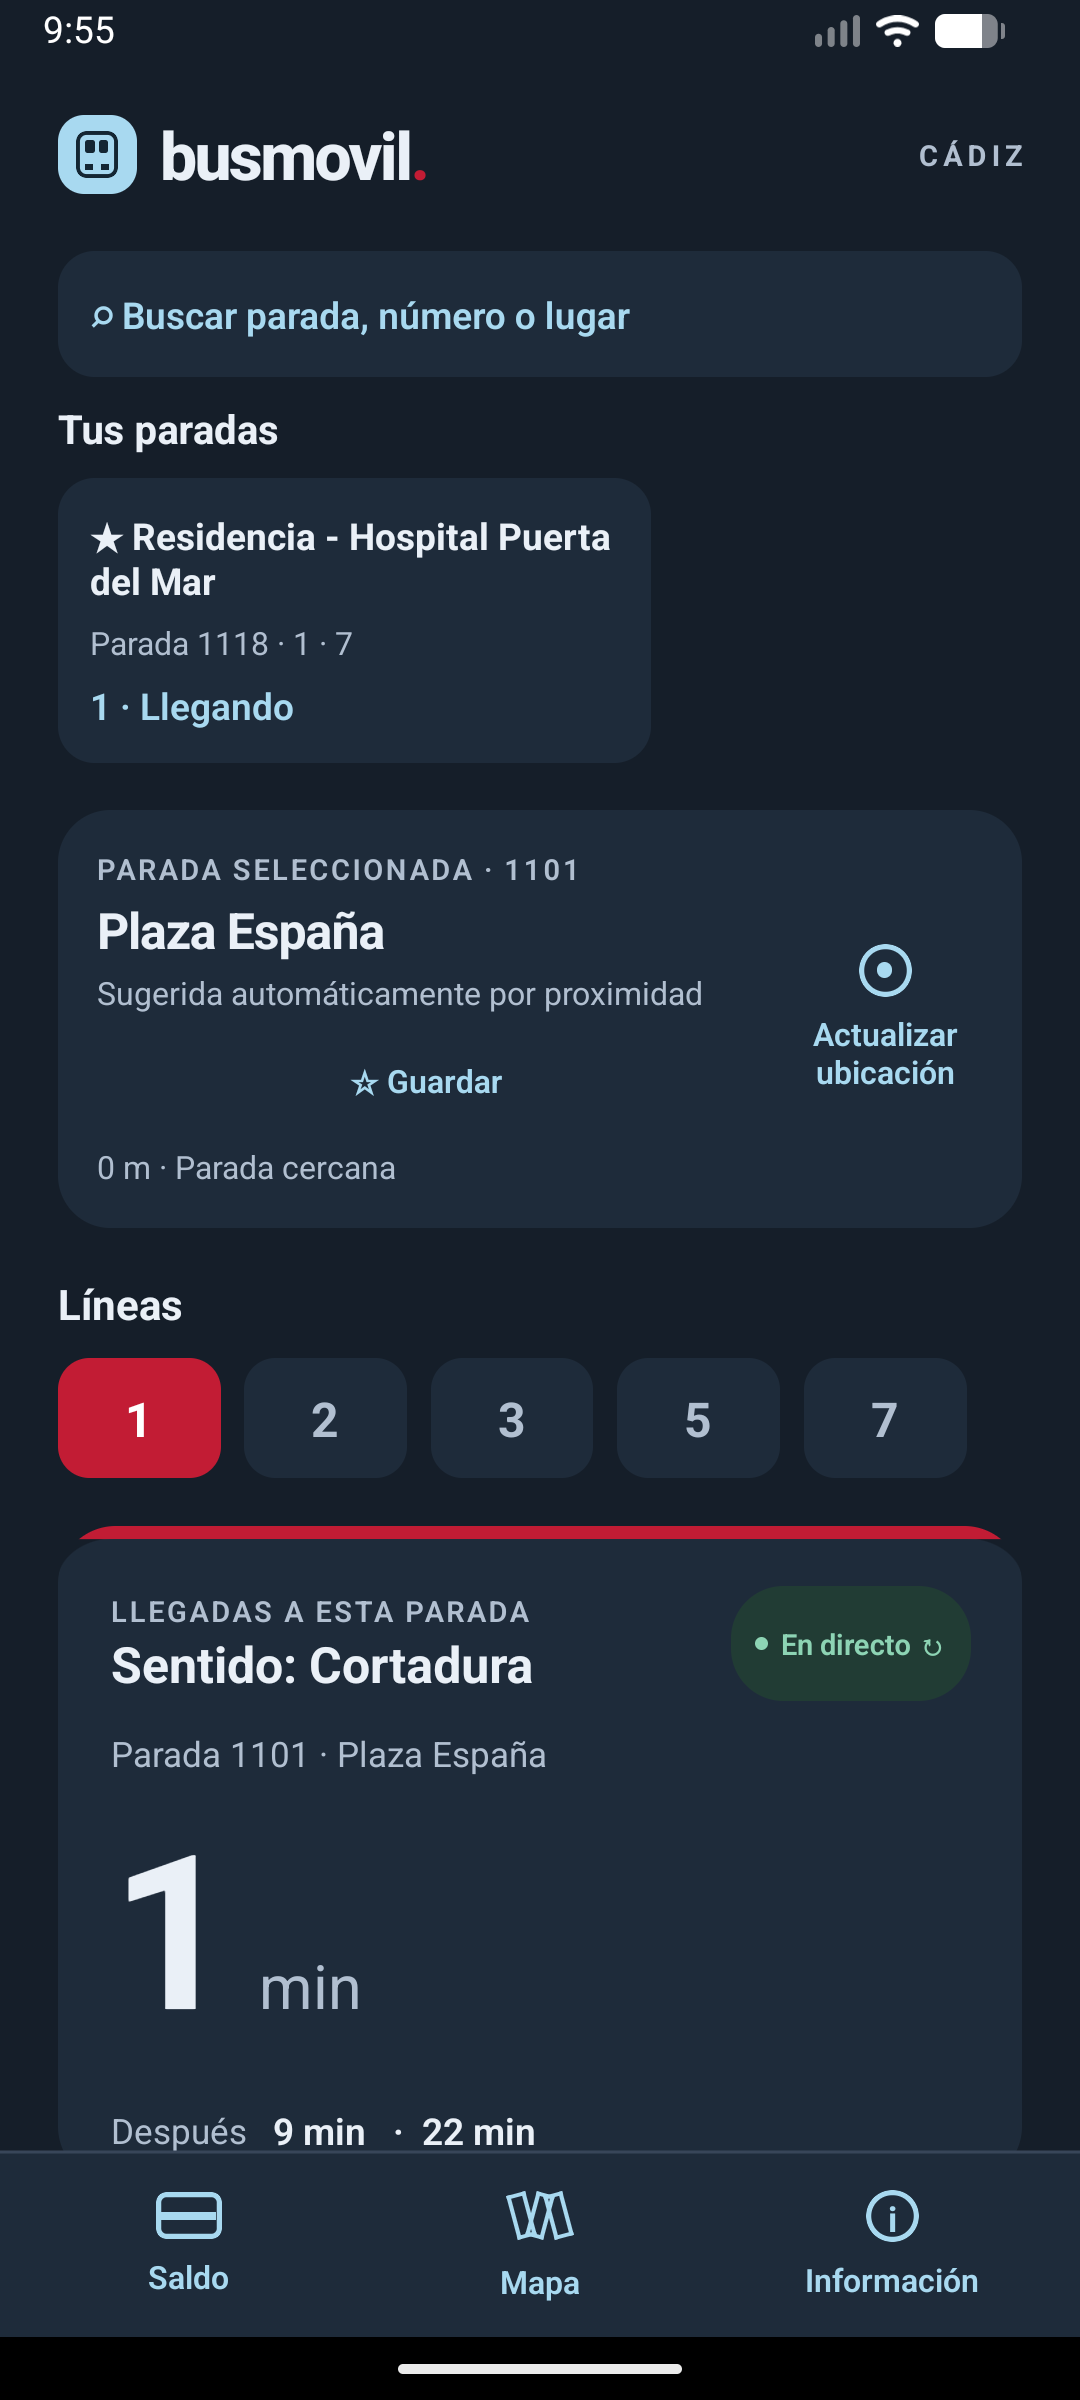 9:55
busmovil.
CÁDIZ
Buscar parada, número o lugar
Tus paradas
★ Residencia - Hospital Puerta
del Mar
Parada 1118 · 1 · 7
1 · Llegando
PARADA SELECCIONADA · 1101
Plaza España
Sugerida automáticamente por proximidad
Actualizar
ubicación
☆ Guardar
0 m · Parada cercana
Líneas
1
2
3
5
7
LLEGADAS A ESTA PARADA
Sentido: Cortadura
En directo ↻
Parada 1101 · Plaza España
1 min
Después 9 min · 22 min
Saldo
Mapa
Información